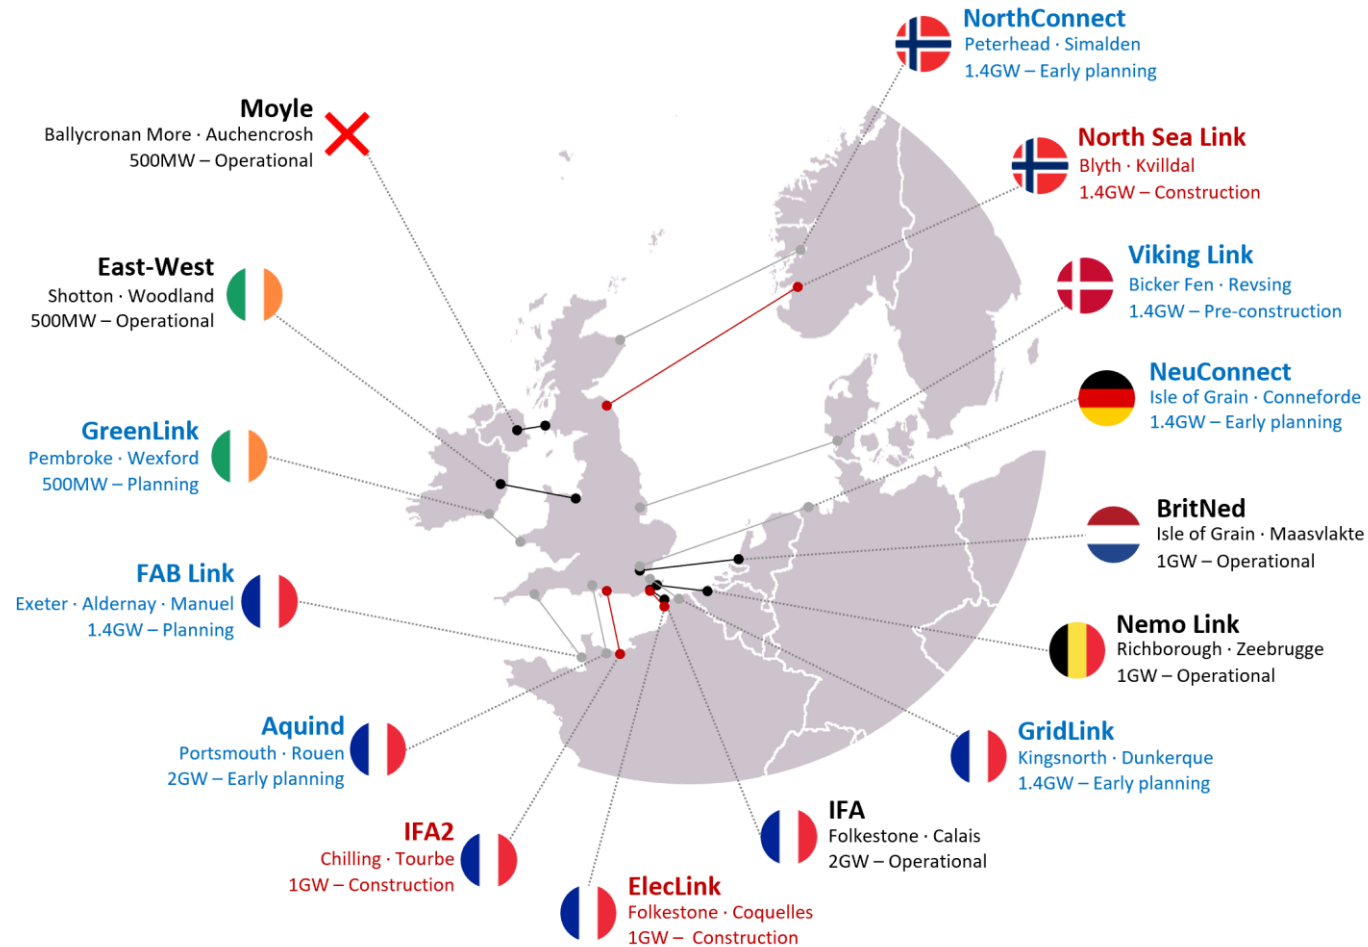 NorthConnect
Peterhead · Simalden
1.4GW – Early planning
Moyle
Ballycronan More · Auchencrosh
500MW – Operational
North Sea Link
Blyth · Kvilldal
1.4GW – Construction
East-West
Shotton · Woodland
500MW – Operational
Viking Link
Bicker Fen · Revsing
1.4GW – Pre-construction
NeuConnect
Isle of Grain · Conneforde
1.4GW – Early planning
GreenLink
Pembroke · Wexford
500MW – Planning
BritNed
Isle of Grain · Maasvlakte
1GW – Operational
FAB Link
Exeter · Aldernay · Manuel
1.4GW – Planning
Nemo Link
Richborough · Zeebrugge
1GW – Operational
Aquind
Portsmouth · Rouen
2GW – Early planning
GridLink
Kingsnorth · Dunkerque
1.4GW – Early planning
IFA
Folkestone · Calais
2GW – Operational
IFA2
Chilling · Tourbe
1GW – Construction
ElecLink
Folkestone · Coquelles
1GW –  Construction